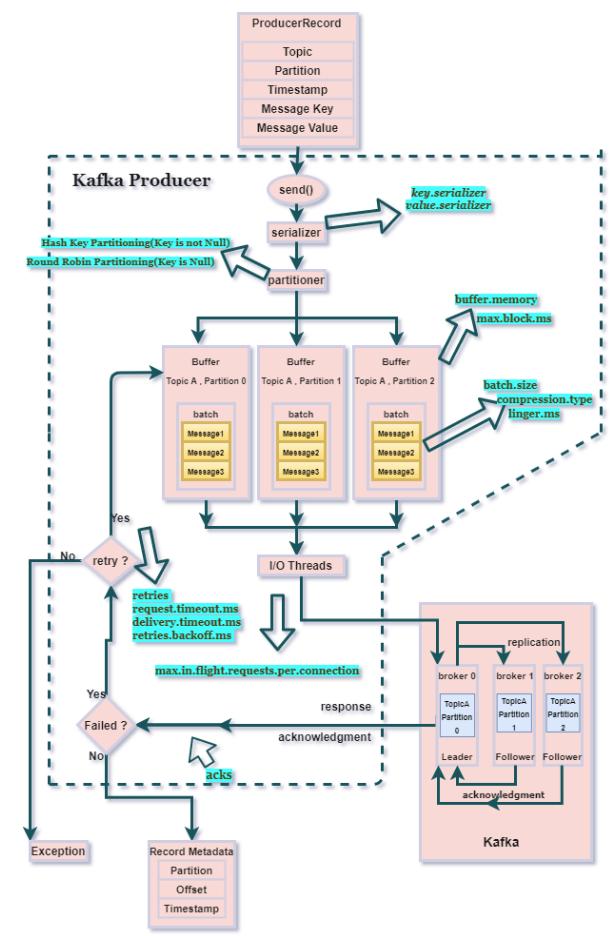 ProducerRecord
Topic
Partition
Timestamp
Message Key
Message Value
Kafka Producer
send()
key.serializer
value.serializer
serializer
Hash Key Partitioning(Key is not Null)
Round Robin Partitioning(Key is Null)
partitioner
buffer.memory
max.block.ms
Buffer
Topic A , Partition 0
batch
Message1
Message2
Message3
Buffer
Topic A , Partition 1
batch
Message1
Message2
Message3
Buffer
Topic A , Partition 2
batch
Message1
Message2
Message3
batch.size
compression.type
linger.ms
Yes
No
retry ?
I/O Threads
retries
request.timeout.ms
delivery.timeout.ms
retries.backoff.ms
max.in.flight.requests.per.connection
replication
broker 0
TopicA
Partition
0
Leader
broker 1
TopicA
Partition
1
Follower
broker 2
TopicA
Partition
2
Follower
acknowledgment
Kafka
Yes
Failed ?
No
response
acknowledgment
acks
Exception
Record Metadata
Partition
Offset
Timestamp